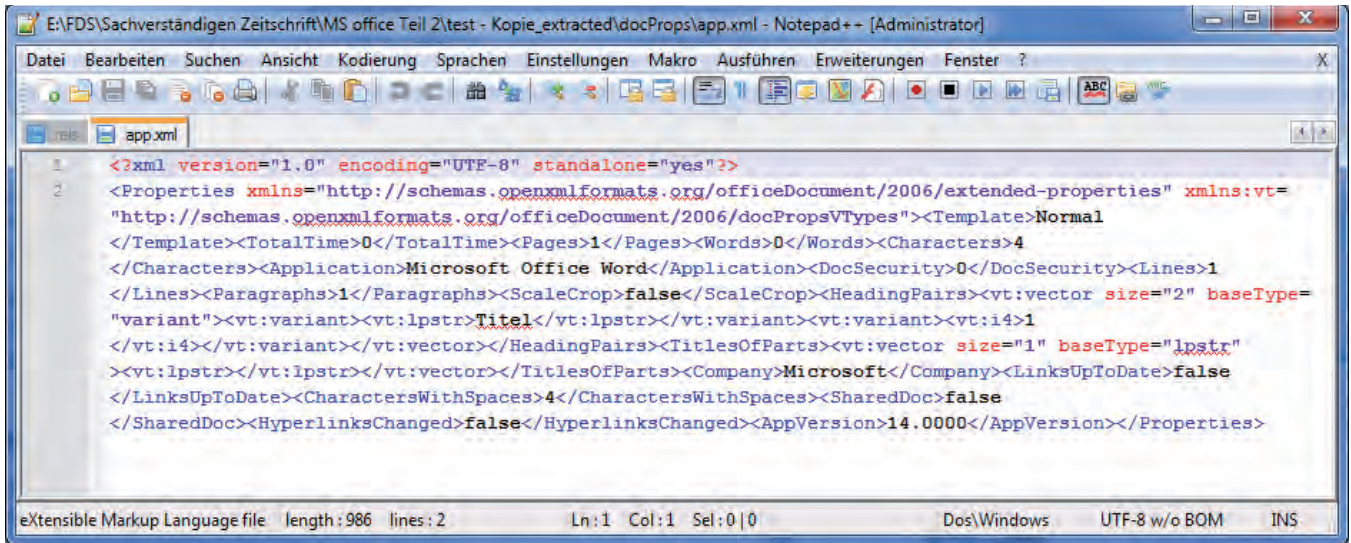 E:\FDS\Sachverständigen Zeitschrift\MS office Teil 2\test - Kopie_extracted\docProps\app.xml - Notepad++ [Administrator]
Datei Bearbeiten Suchen Ansicht Kodierung Sprachen Einstellungen Makro Ausführen Erweiterungen Fenster ? X
ABC
app.xml
1 <?xml version="1.0" encoding="UTF-8" standalone="yes"?>
2 <Properties xmlns="http://schemas.openxmlformats.org/officeDocument/2006/extended-properties" xmlns:vt=
"http://schemas.openxmlformats.org/officeDocument/2006/docPropsVTypes"><Template>Normal
</Template><TotalTime>0</TotalTime><Pages>1</Pages><Words>0</Words><Characters>4
</Characters><Application>Microsoft Office Word</Application><DocSecurity>0</DocSecurity><Lines>1
</Lines><Paragraphs>1</Paragraphs><ScaleCrop>false</ScaleCrop><HeadingPairs><vt:vector size="2" baseType=
"variant"><vt:variant><vt:lpstr>Titel</vt:lpstr></vt:variant><vt:variant><vt:i4>1
</vt:i4></vt:variant></vt:vector></HeadingPairs><TitlesOfParts><vt:vector size="1" baseType="lpstr"
><vt:lpstr></vt:lpstr></vt:vector></TitlesOfParts><Company>Microsoft</Company><LinksUpToDate>false
</LinksUpToDate><CharactersWithSpaces>4</CharactersWithSpaces><SharedDoc>false
</SharedDoc><HyperlinksChanged>false</HyperlinksChanged><AppVersion>14.0000</AppVersion></Properties>
eXtensible Markup Language file length : 986 lines : 2 Ln : 1 Col : 1 Sel : 0 | 0 Dos\Windows UTF-8 w/o BOM INS